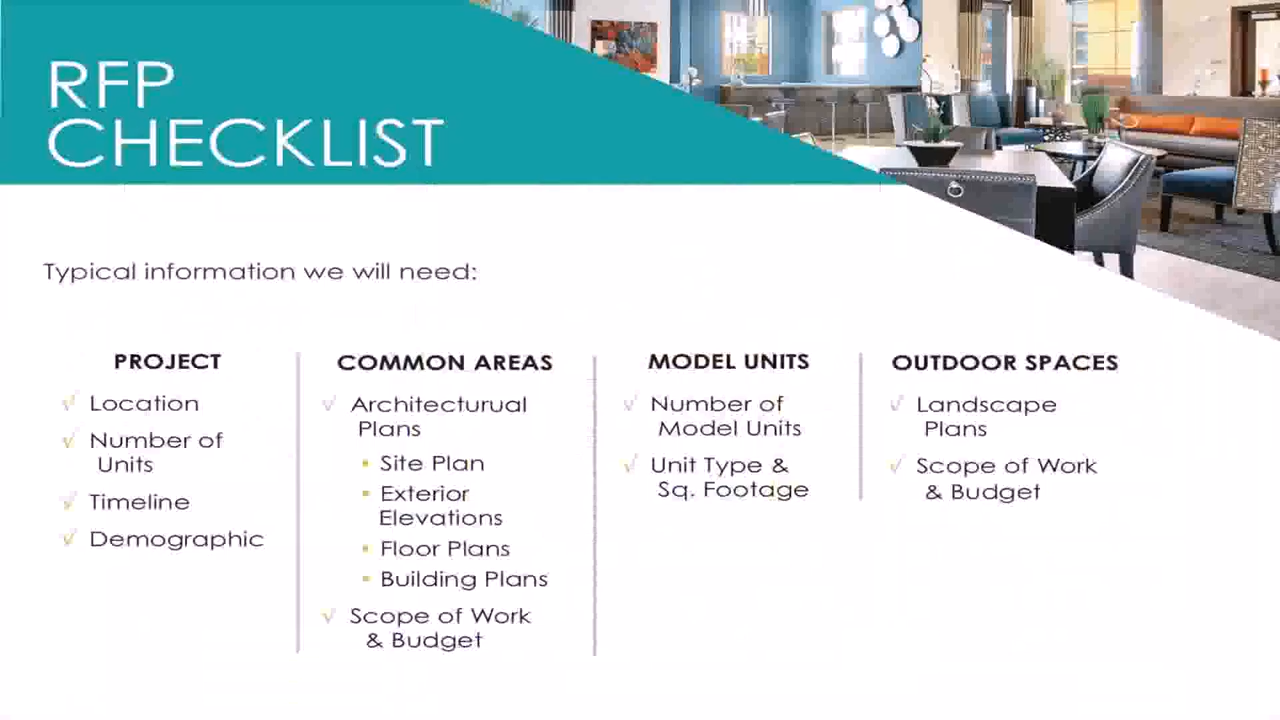 RFP
CHECKLIST
Typical information we will need:
PROJECT
√ Location
√ Number of
Units
√ Timeline
√ Demographic
COMMON AREAS
√ Architecturual
Plans
▪ Site Plan
▪ Exterior
Elevations
▪ Floor Plans
▪ Building Plans
√ Scope of Work
& Budget
MODEL UNITS
√ Number of
Model Units
√ Unit Type &
Sq. Footage
OUTDOOR SPACES
√ Landscape
Plans
√ Scope of Work
& Budget